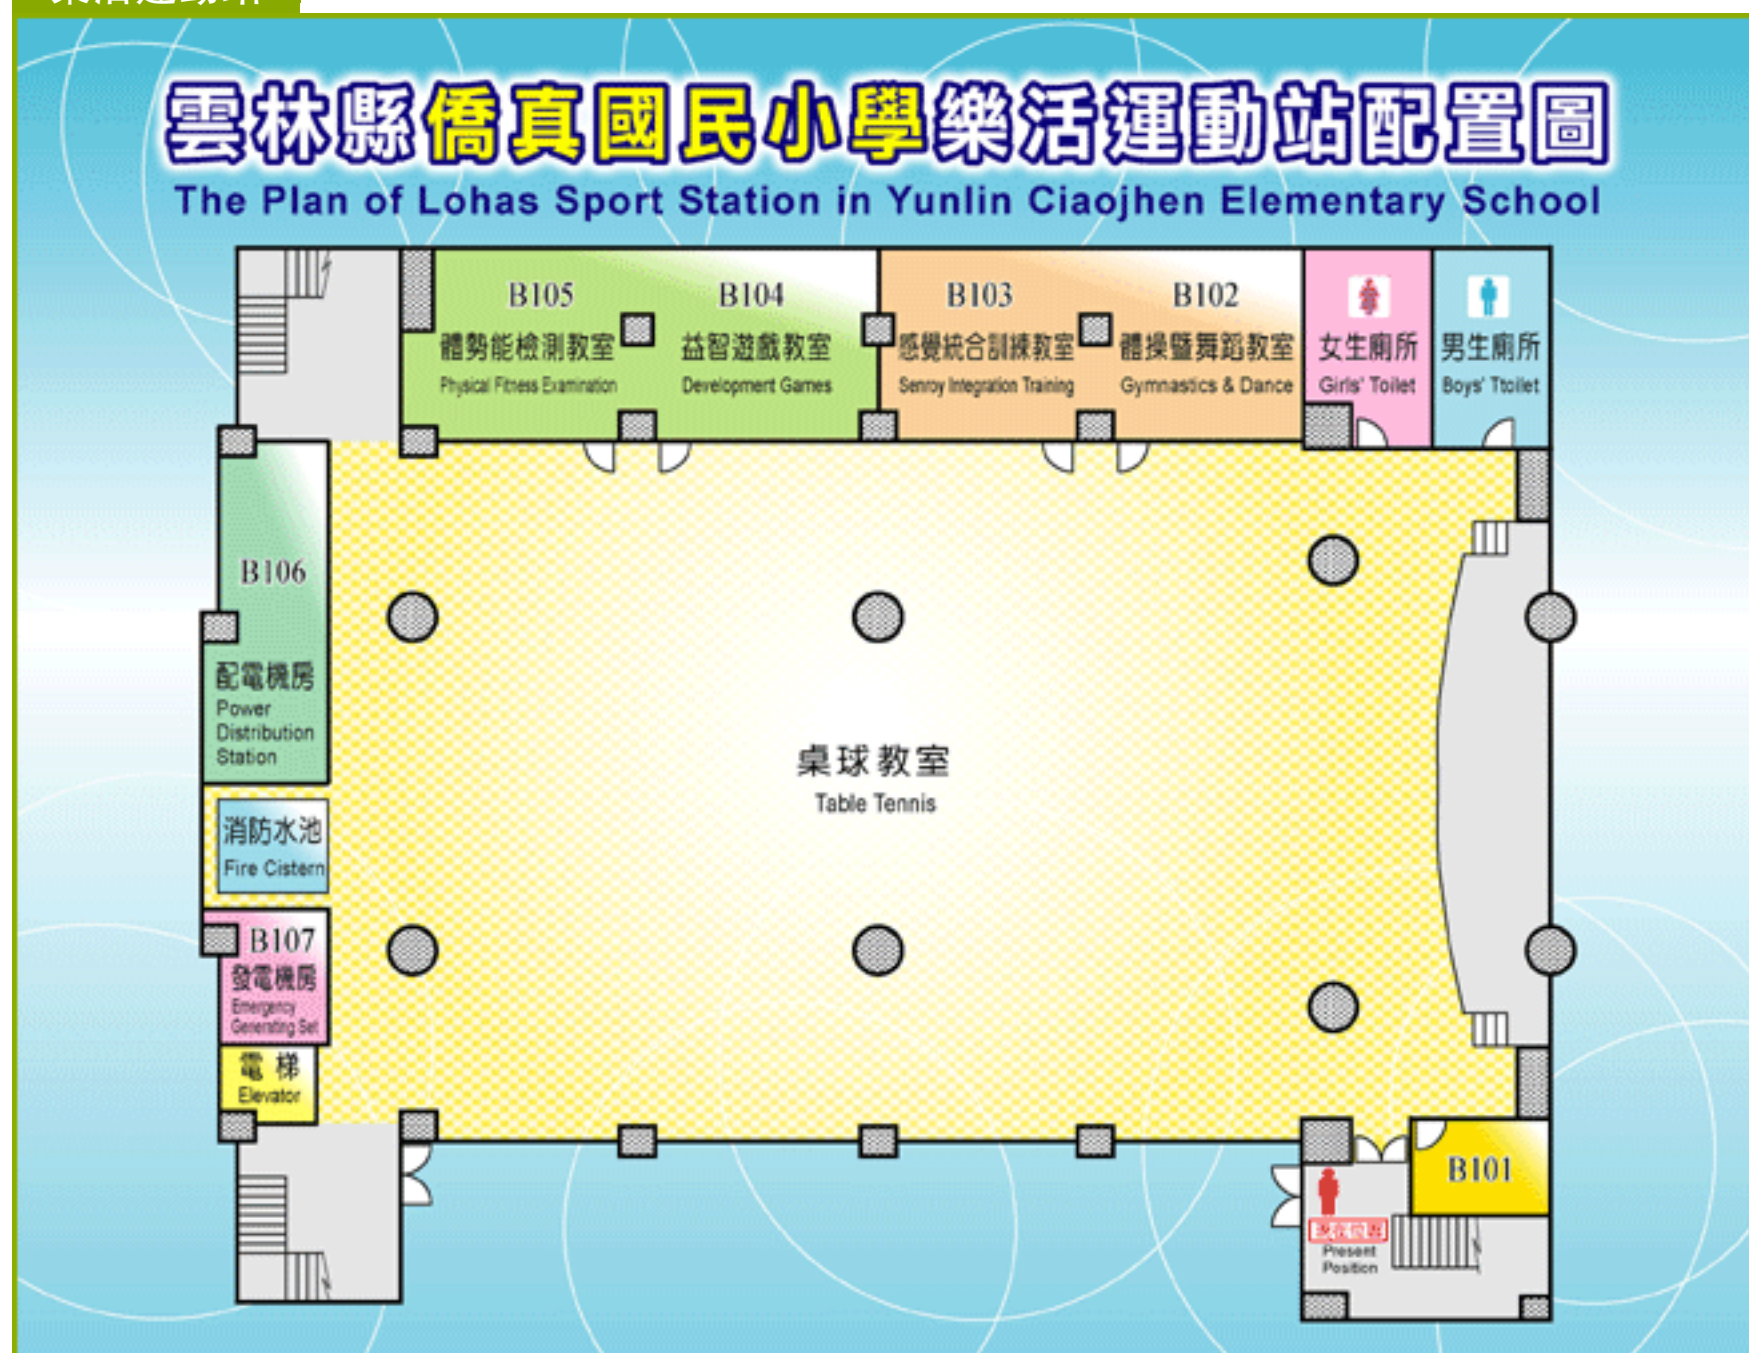 雲林縣僑真國民小學樂活運動站配置圖
The Plan of Lohas Sport Station in Yunlin Ciaojhen Elementary School
B105
體勢能檢測教室
Physical Fitness Examination
B104
益智遊戲教室
Development Games
B103
感覺統合訓練教室
Senroy Integration Training
B102
體操暨舞蹈教室
Gymnastics & Dance
女生廁所
Girls' Toilet
男生廁所
Boys' Ttoilet
B106
配電機房
Power
Distribution
Station
桌球教室
Table Tennis
消防水池
Fire Cistern
B107
發電機房
Emergency
Generating Set
電梯
Elevator
B101
現在位置
Present
Position